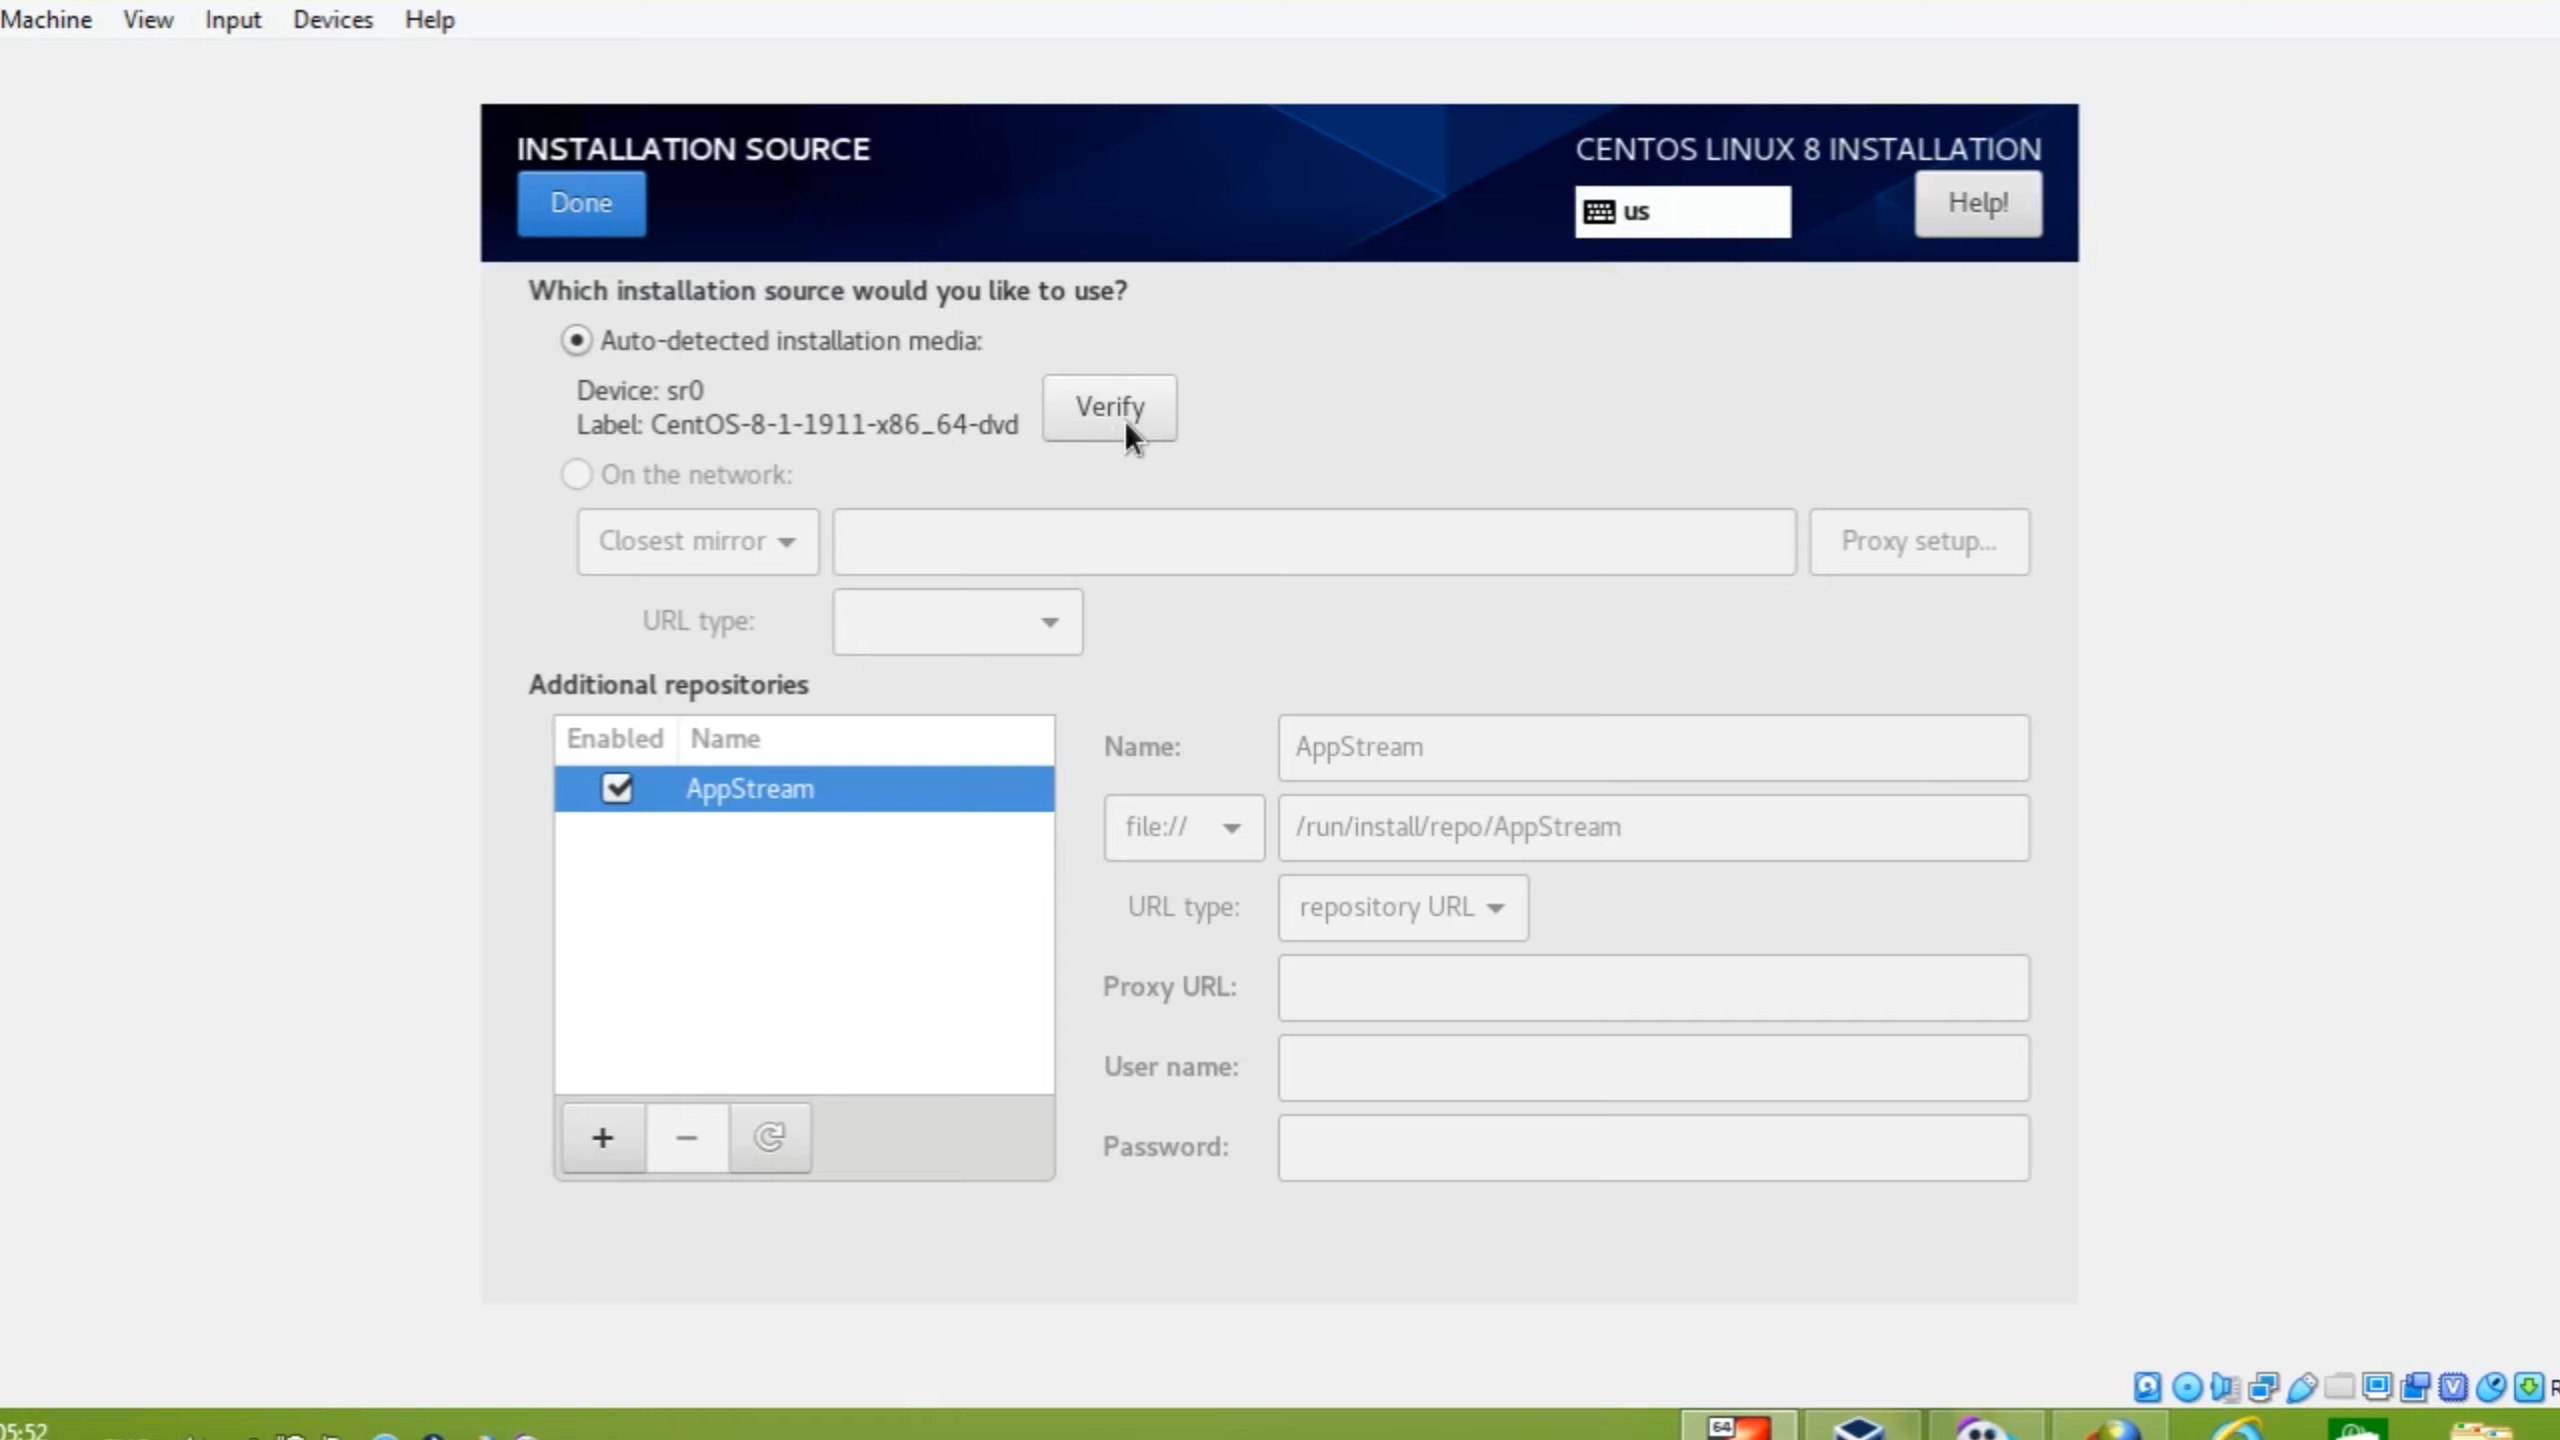 Machine View Input Devices Help
INSTALLATION SOURCE
CENTOS LINUX 8 INSTALLATION
Done
us
Help!
Which installation source would you like to use?
Auto-detected installation media:
Device: sr0
Label: CentOS-8-1-1911-x86_64-dvd
Verify
On the network:
Closest mirror
Proxy setup...
URL type:
Additional repositories
Enabled Name
AppStream
Name: AppStream
file:// /run/install/repo/AppStream
URL type: repository URL
Proxy URL:
User name:
Password:
05:52
64